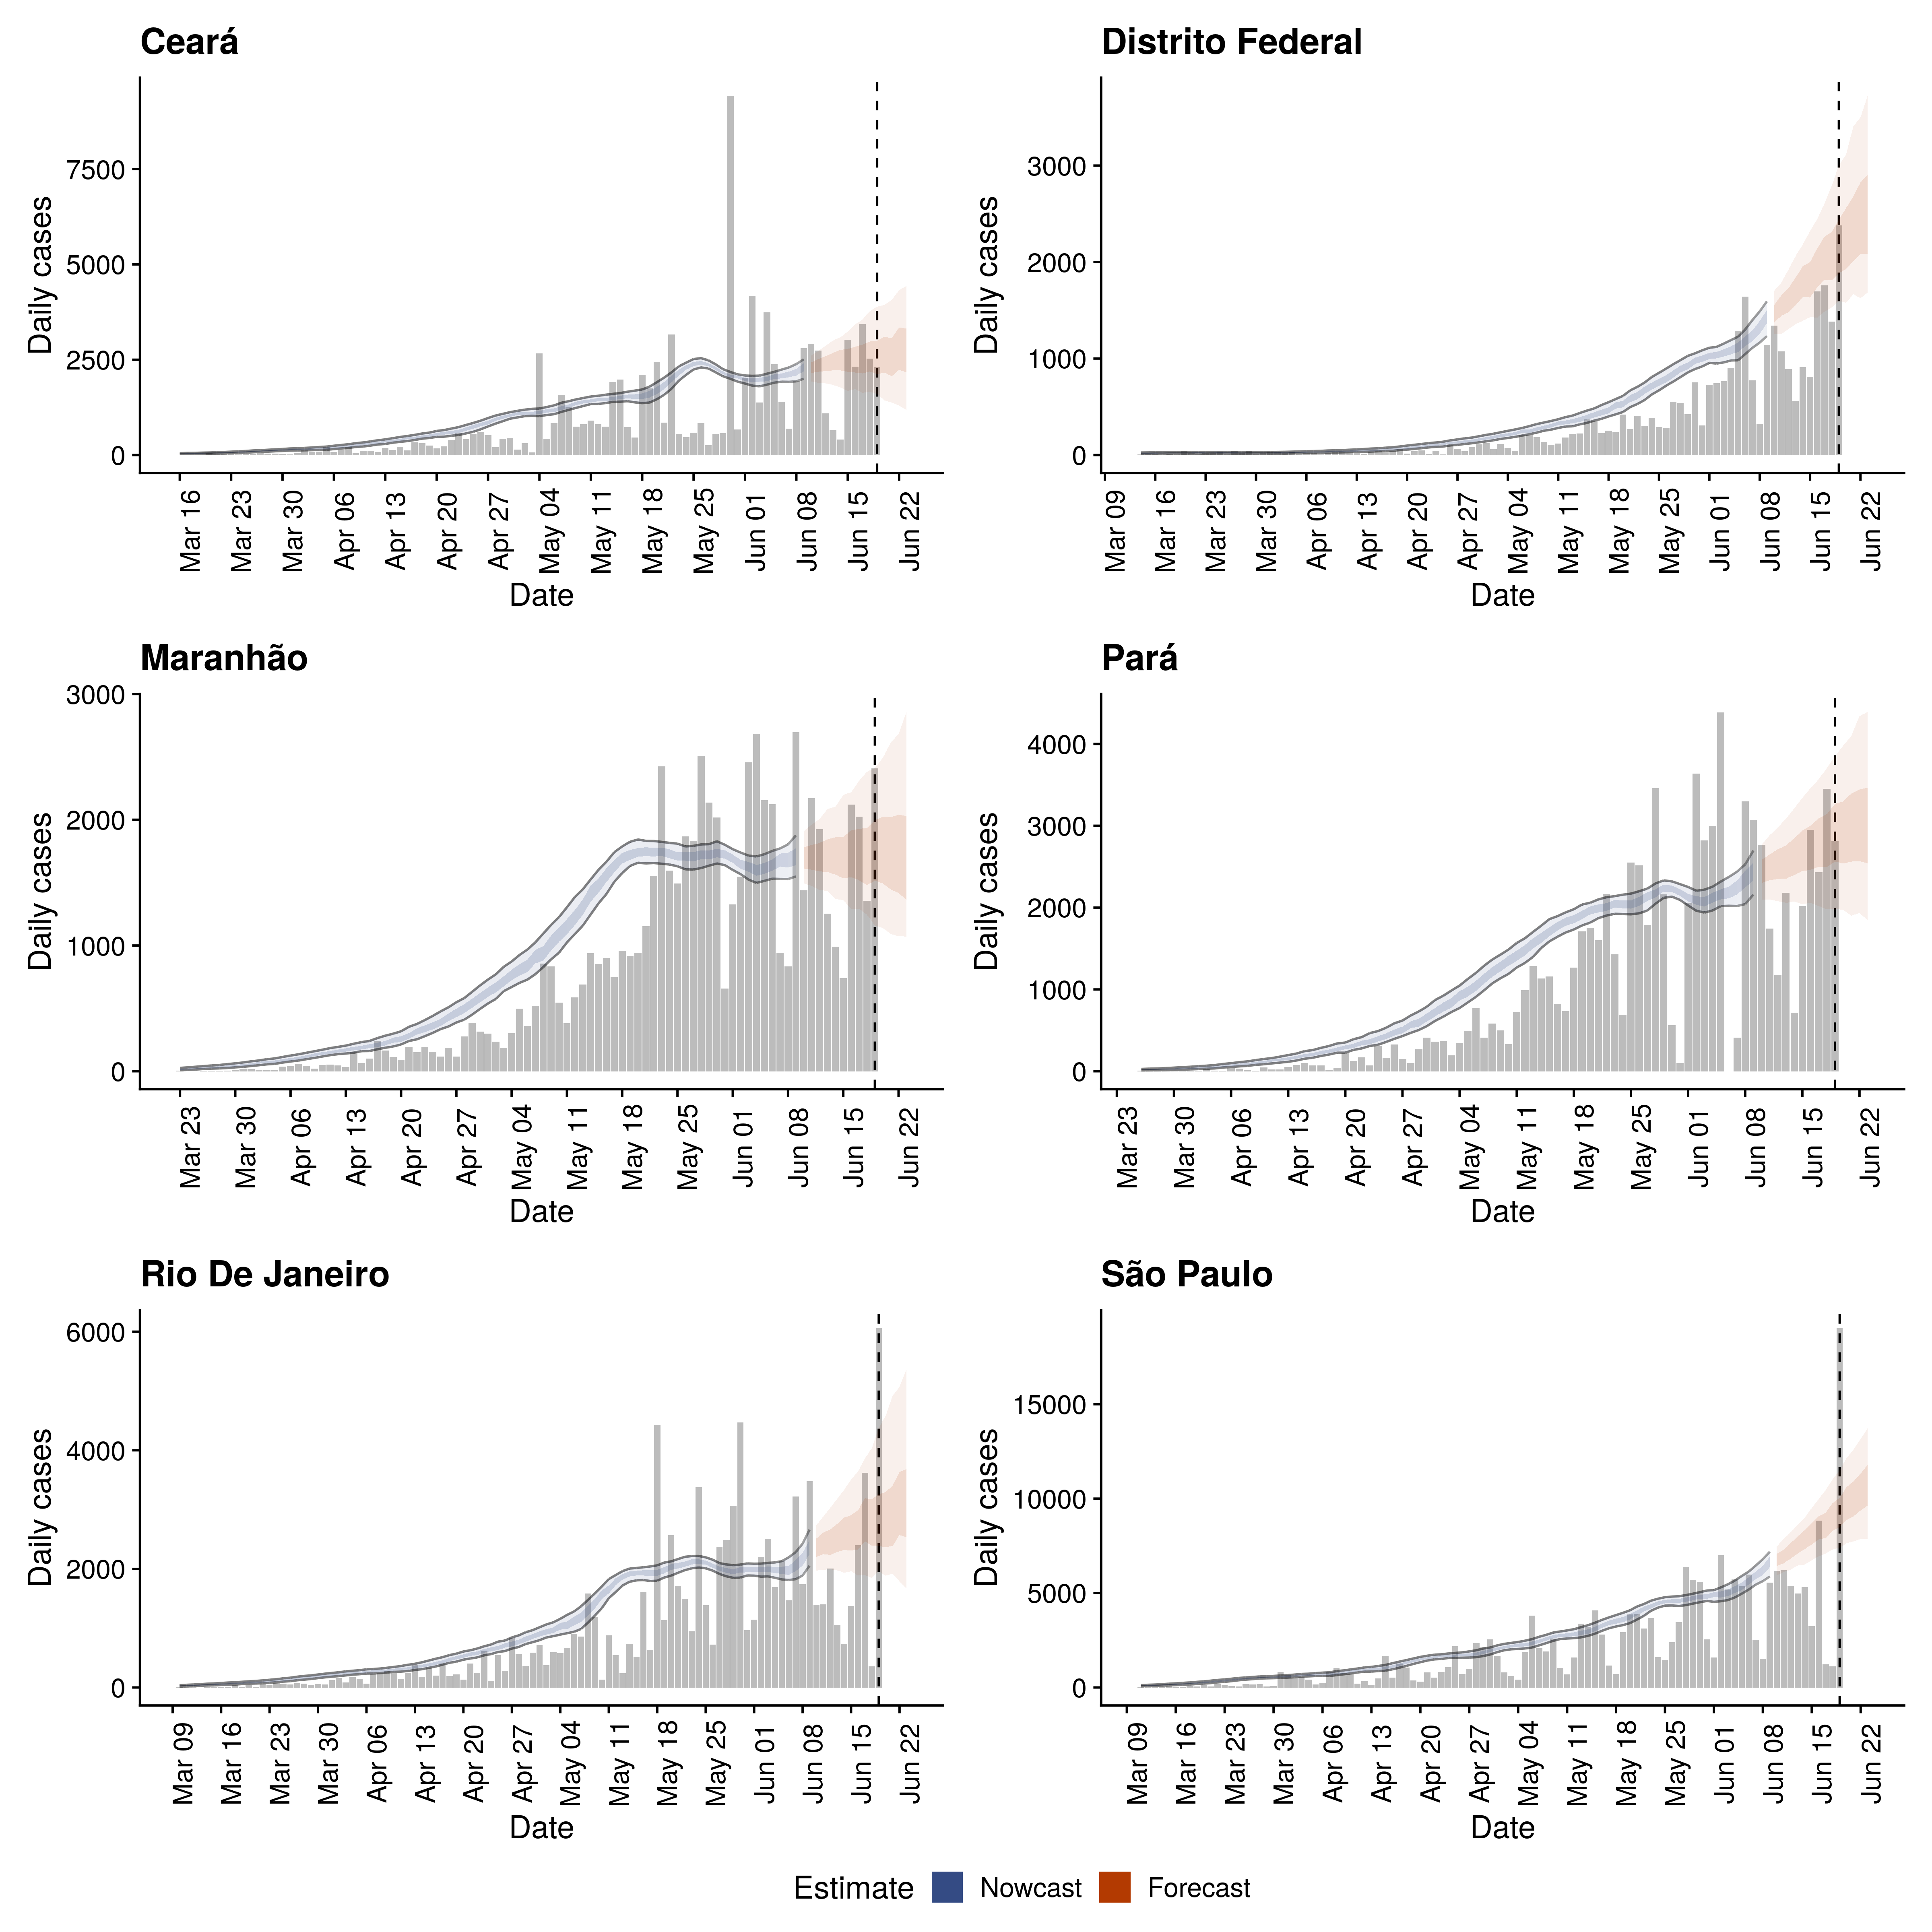 Ceará
Daily cases
7500
5000
2500
0
Mar 16
Mar 23
Mar 30
Apr 06
Apr 13
Apr 20
Apr 27
May 04
May 11
May 18
May 25
Jun 01
Jun 08
Jun 15
Jun 22
Date
Distrito Federal
Daily cases
3000
2000
1000
0
Mar 09
Mar 16
Mar 23
Mar 30
Apr 06
Apr 13
Apr 20
Apr 27
May 04
May 11
May 18
May 25
Jun 01
Jun 08
Jun 15
Jun 22
Date
Maranhão
Daily cases
3000
2000
1000
0
Mar 23
Mar 30
Apr 06
Apr 13
Apr 20
Apr 27
May 04
May 11
May 18
May 25
Jun 01
Jun 08
Jun 15
Jun 22
Date
Pará
Daily cases
4000
3000
2000
1000
0
Mar 23
Mar 30
Apr 06
Apr 13
Apr 20
Apr 27
May 04
May 11
May 18
May 25
Jun 01
Jun 08
Jun 15
Jun 22
Date
Rio De Janeiro
Daily cases
6000
4000
2000
0
Mar 09
Mar 16
Mar 23
Mar 30
Apr 06
Apr 13
Apr 20
Apr 27
May 04
May 11
May 18
May 25
Jun 01
Jun 08
Jun 15
Jun 22
Date
São Paulo
Daily cases
15000
10000
5000
0
Mar 09
Mar 16
Mar 23
Mar 30
Apr 06
Apr 13
Apr 20
Apr 27
May 04
May 11
May 18
May 25
Jun 01
Jun 08
Jun 15
Jun 22
Date
Estimate Nowcast Forecast